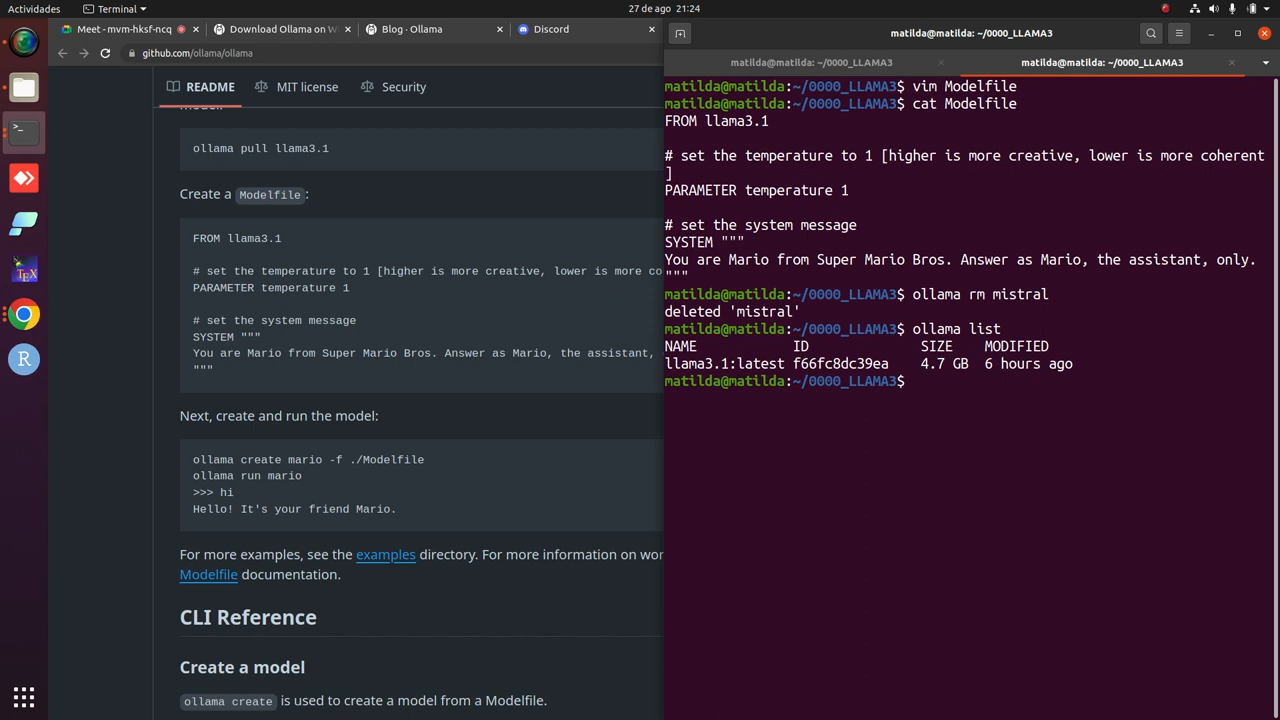 Actividades
Terminal
27 de ago 21:24
Meet - mvm-hksf-ncq
Download Ollama on W
Blog · Ollama
Discord
github.com/ollama/ollama
README
MIT license
Security
ollama pull llama3.1
Create a Modelfile:
FROM llama3.1
# set the temperature to 1 [higher is more creative, lower is more co
PARAMETER temperature 1
# set the system message
SYSTEM """
You are Mario from Super Mario Bros. Answer as Mario, the assistant,
"""
Next, create and run the model:
ollama create mario -f ./Modelfile
ollama run mario
>>> hi
Hello! It's your friend Mario.
For more examples, see the examples directory. For more information on wor
Modelfile documentation.
CLI Reference
Create a model
ollama create is used to create a model from a Modelfile.
matilda@matilda: ~/0000_LLAMA3
matilda@matilda: ~/0000_LLAMA3
matilda@matilda: ~/0000_LLAMA3
matilda@matilda:~/0000_LLAMA3$ vim Modelfile
matilda@matilda:~/0000_LLAMA3$ cat Modelfile
FROM llama3.1
# set the temperature to 1 [higher is more creative, lower is more coherent
]
PARAMETER temperature 1
# set the system message
SYSTEM """
You are Mario from Super Mario Bros. Answer as Mario, the assistant, only.
"""
matilda@matilda:~/0000_LLAMA3$ ollama rm mistral
deleted 'mistral'
matilda@matilda:~/0000_LLAMA3$ ollama list
NAME ID SIZE MODIFIED
llama3.1:latest f66fc8dc39ea 4.7 GB 6 hours ago
matilda@matilda:~/0000_LLAMA3$
TEX
R